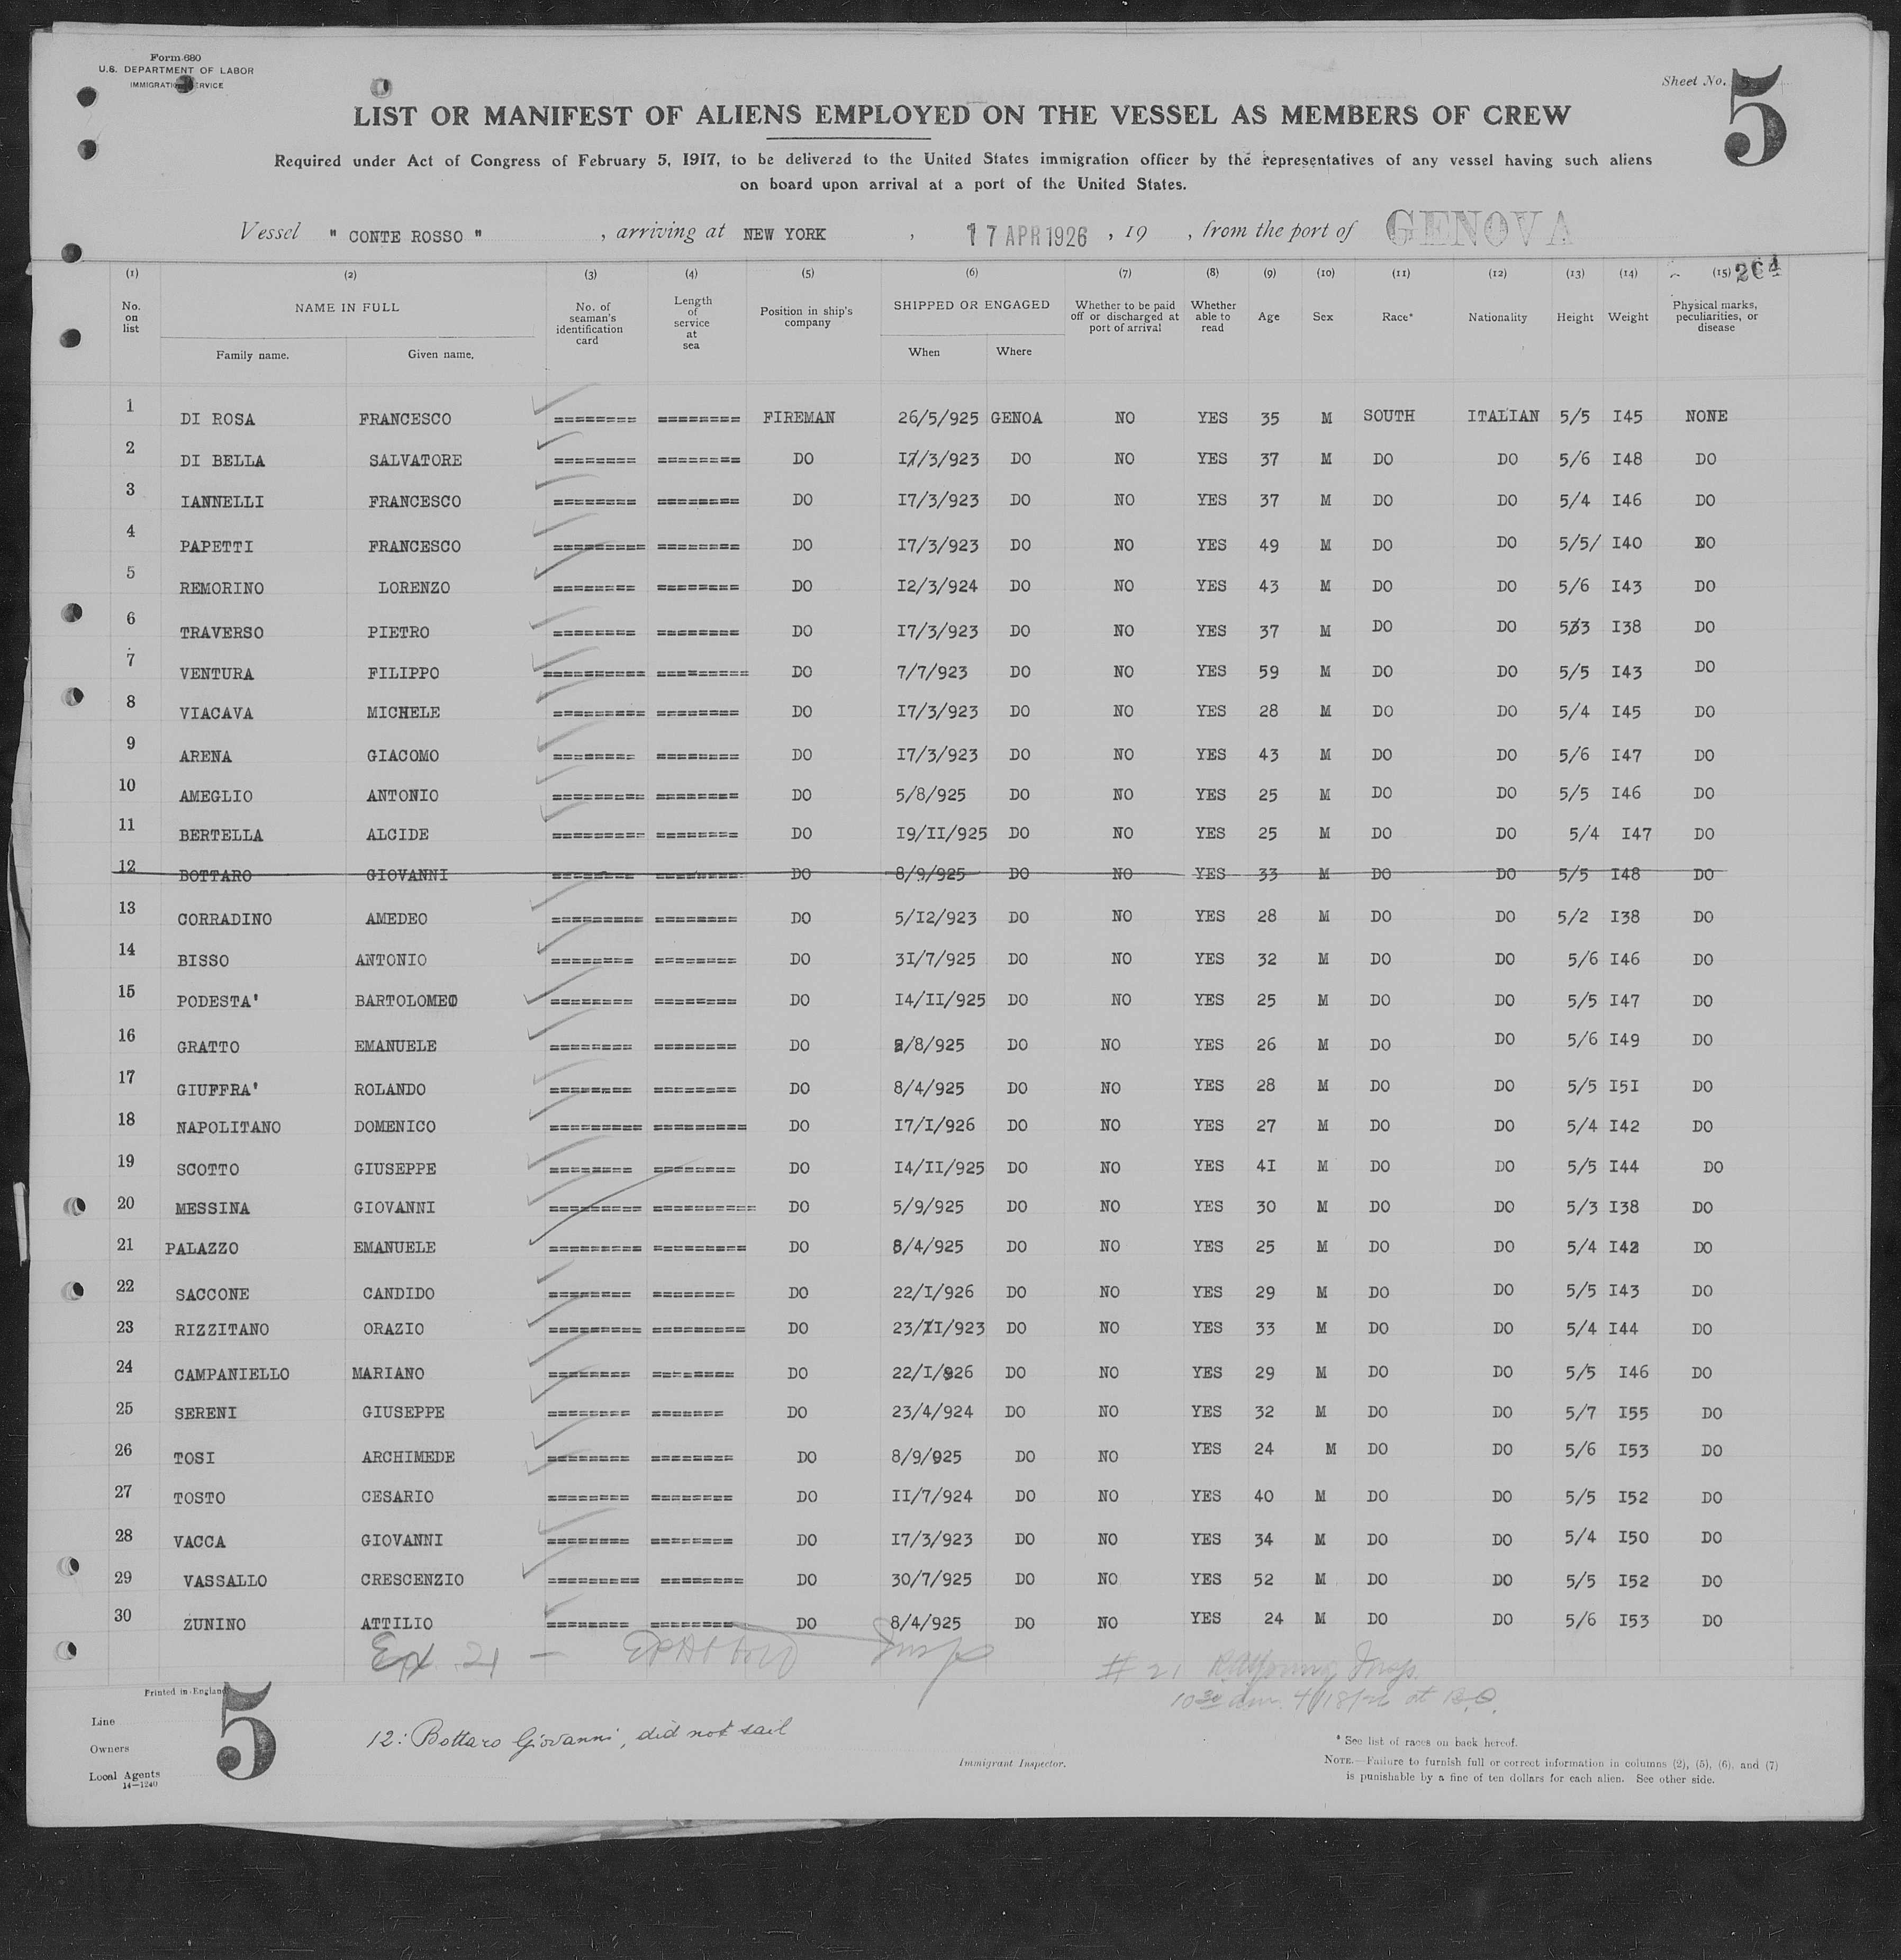 Form 680
U.S. DEPARTMENT OF LABOR
IMMIGRATION SERVICE
Sheet No. 5
LIST OR MANIFEST OF ALIENS EMPLOYED ON THE VESSEL AS MEMBERS OF CREW
Required under Act of Congress of February 5, 1917, to be delivered to the United States immigration officer by the representatives of any vessel having such aliens
on board upon arrival at a port of the United States.
Vessel " CONTE ROSSO " , arriving at NEW YORK , 17 APR 1926 , 19 , from the port of GENOVA
264
(1) (2) (3) (4) (5) (6) (7) (8) (9) (10) (11) (12) (13) (14) (15)
No. on list NAME IN FULL No. of seaman's identification card Length of service at sea Position in ship's company SHIPPED OR ENGAGED Whether to be paid off or discharged at port of arrival Whether able to read Age Sex Race* Nationality Height Weight Physical marks, peculiarities, or disease
Family name. Given name. When Where
1 DI ROSA FRANCESCO ======== ======== FIREMAN 26/5/925 GENOA NO YES 35 M SOUTH ITALIAN 5/5 I45 NONE
2 DI BELLA SALVATORE ======== ======== DO I7/3/923 DO NO YES 37 M DO DO 5/6 I48 DO
3 IANNELLI FRANCESCO ======== ======== DO I7/3/923 DO NO YES 37 M DO DO 5/4 I46 DO
4 PAPETTI FRANCESCO ========= ======== DO I7/3/923 DO NO YES 49 M DO DO 5/5/ I40 DO
5 REMORINO LORENZO ======== ======== DO I2/3/924 DO NO YES 43 M DO DO 5/6 I43 DO
6 TRAVERSO PIETRO ======== ======== DO I7/3/923 DO NO YES 37 M DO DO 5/3 I38 DO
7 VENTURA FILIPPO ========== ========= DO 7/7/923 DO NO YES 59 M DO DO 5/5 I43 DO
8 VIACAVA MICHELE ========= ======== DO I7/3/923 DO NO YES 28 M DO DO 5/4 I45 DO
9 ARENA GIACOMO ======== ======== DO I7/3/923 DO NO YES 43 M DO DO 5/6 I47 DO
10 AMEGLIO ANTONIO ========= ======== DO 5/8/925 DO NO YES 25 M DO DO 5/5 I46 DO
11 BERTELLA ALCIDE ========= ======== DO I9/II/925 DO NO YES 25 M DO DO 5/4 I47 DO
12 BOTTARO GIOVANNI ======== ======== DO 8/9/925 DO NO YES 33 M DO DO 5/5 I48 DO
13 CORRADINO AMEDEO ========= ======== DO 5/I2/923 DO NO YES 28 M DO DO 5/2 I38 DO
14 BISSO ANTONIO ======== ======== DO 3I/7/925 DO NO YES 32 M DO DO 5/6 I46 DO
15 PODESTA' BARTOLOMEO ======== ======== DO I4/II/925 DO NO YES 25 M DO DO 5/5 I47 DO
16 GRATTO EMANUELE ======== ======== DO 8/8/925 DO NO YES 26 M DO DO 5/6 I49 DO
17 GIUFFRA' ROLANDO ======== ======== DO 8/4/925 DO NO YES 28 M DO DO 5/5 I5I DO
18 NAPOLITANO DOMENICO ========= ========= DO I7/I/926 DO NO YES 27 M DO DO 5/4 I42 DO
19 SCOTTO GIUSEPPE ======== ======== DO I4/II/925 DO NO YES 4I M DO DO 5/5 I44 DO
20 MESSINA GIOVANNI ========= ========== DO 5/9/925 DO NO YES 30 M DO DO 5/3 I38 DO
21 PALAZZO EMANUELE ========= ========= DO 8/4/925 DO NO YES 25 M DO DO 5/4 I42 DO
22 SACCONE CANDIDO ======== ======== DO 22/I/926 DO NO YES 29 M DO DO 5/5 I43 DO
23 RIZZITANO ORAZIO ========= ========= DO 23/II/923 DO NO YES 33 M DO DO 5/4 I44 DO
24 CAMPANIELLO MARIANO ======== ======== DO 22/I/926 DO NO YES 29 M DO DO 5/5 I46 DO
25 SERENI GIUSEPPE ======== ======= DO 23/4/924 DO NO YES 32 M DO DO 5/7 I55 DO
26 TOSI ARCHIMEDE ======== ======== DO 8/9/925 DO NO YES 24 M DO DO 5/6 I53 DO
27 TOSTO CESARIO ======== ======== DO II/7/924 DO NO YES 40 M DO DO 5/5 I52 DO
28 VACCA GIOVANNI ======== ======== DO I7/3/923 DO NO YES 34 M DO DO 5/4 I50 DO
29 VASSALLO CRESCENZIO ========= ======== DO 30/7/925 DO NO YES 52 M DO DO 5/5 I52 DO
30 ZUNINO ATTILIO ======== ======== DO 8/4/925 DO NO YES 24 M DO DO 5/6 I53 DO
Ex 21 — Insp
# 21 Insp.
10 30 am. 4/18/26 at
Printed in England
5
Line
Owners
Local Agents
14—1240
12: Bottaro Giovanni, did not sail
Immigrant Inspector.
* See list of races on back hereof.
NOTE.—Failure to furnish full or correct information in columns (2), (5), (6), and (7)
is punishable by a fine of ten dollars for each alien. See other side.